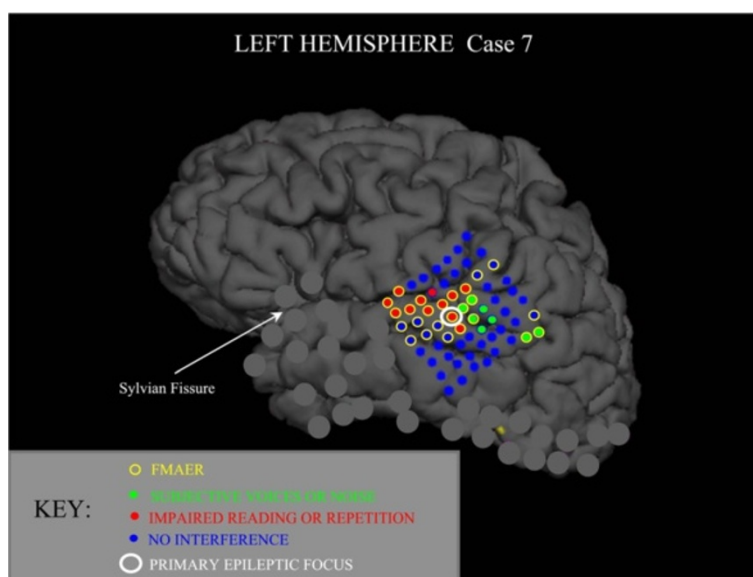 LEFT HEMISPHERE Case 7
Sylvian Fissure
KEY:
FMAER
SUBJECTIVE VOICES OR NOISE
IMPAIRED READING OR REPETITION
NO INTERFERENCE
PRIMARY EPILEPTIC FOCUS